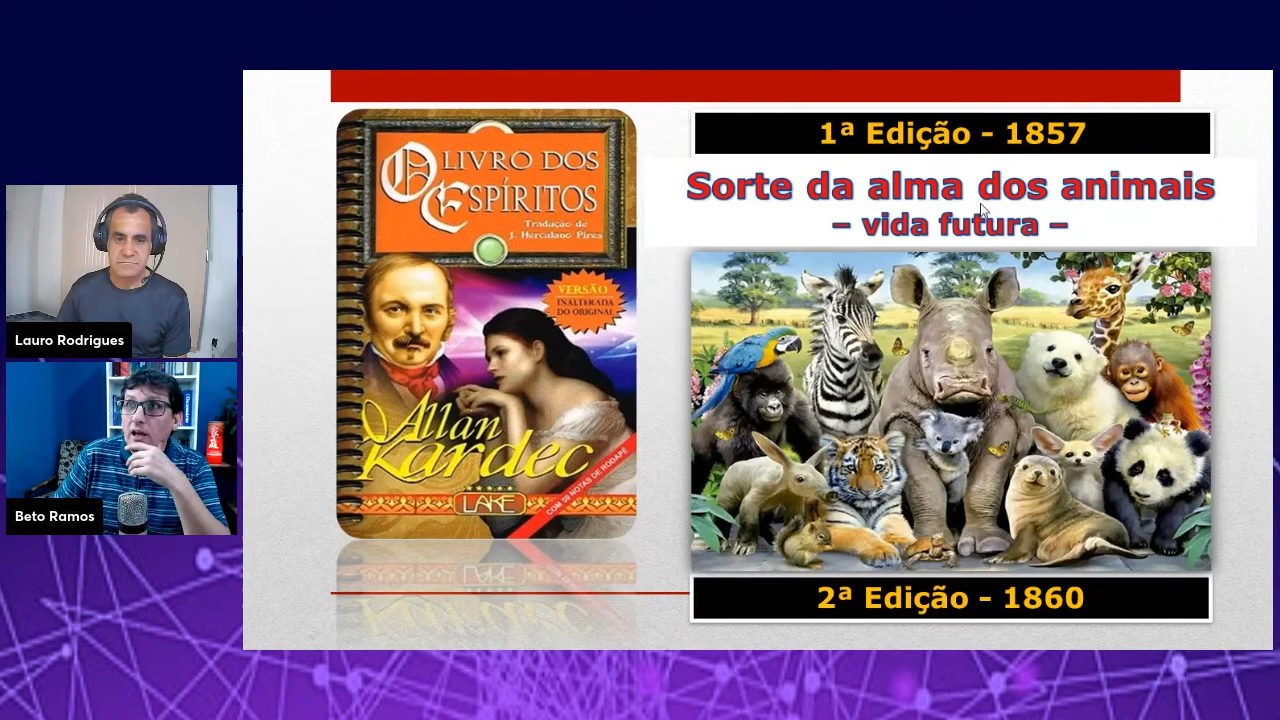 Lauro Rodrigues
Beto Ramos
O LIVRO DOS
ESPÍRITOS
Tradução de
J. Herculano Pires
VERSÃO
INALTERADA
DO ORIGINAL
Allan
Kardec
LAKE
COM 59 NOTAS DE RODAPÉ
1ª Edição - 1857
Sorte da alma dos animais
– vida futura –
2ª Edição - 1860